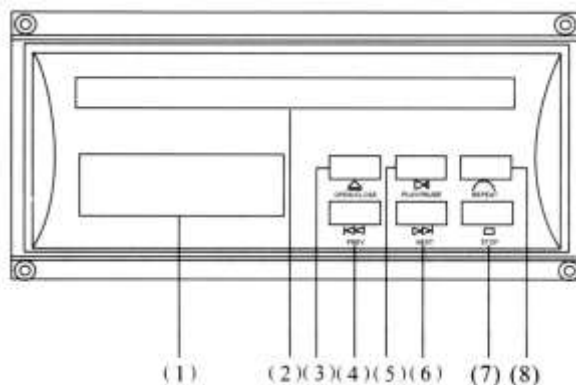 OPEN/CLOSE PLAY/PAUSE REPEAT
PREV NEXT STOP
(1) (2)(3)(4)(5)(6) (7) (8)